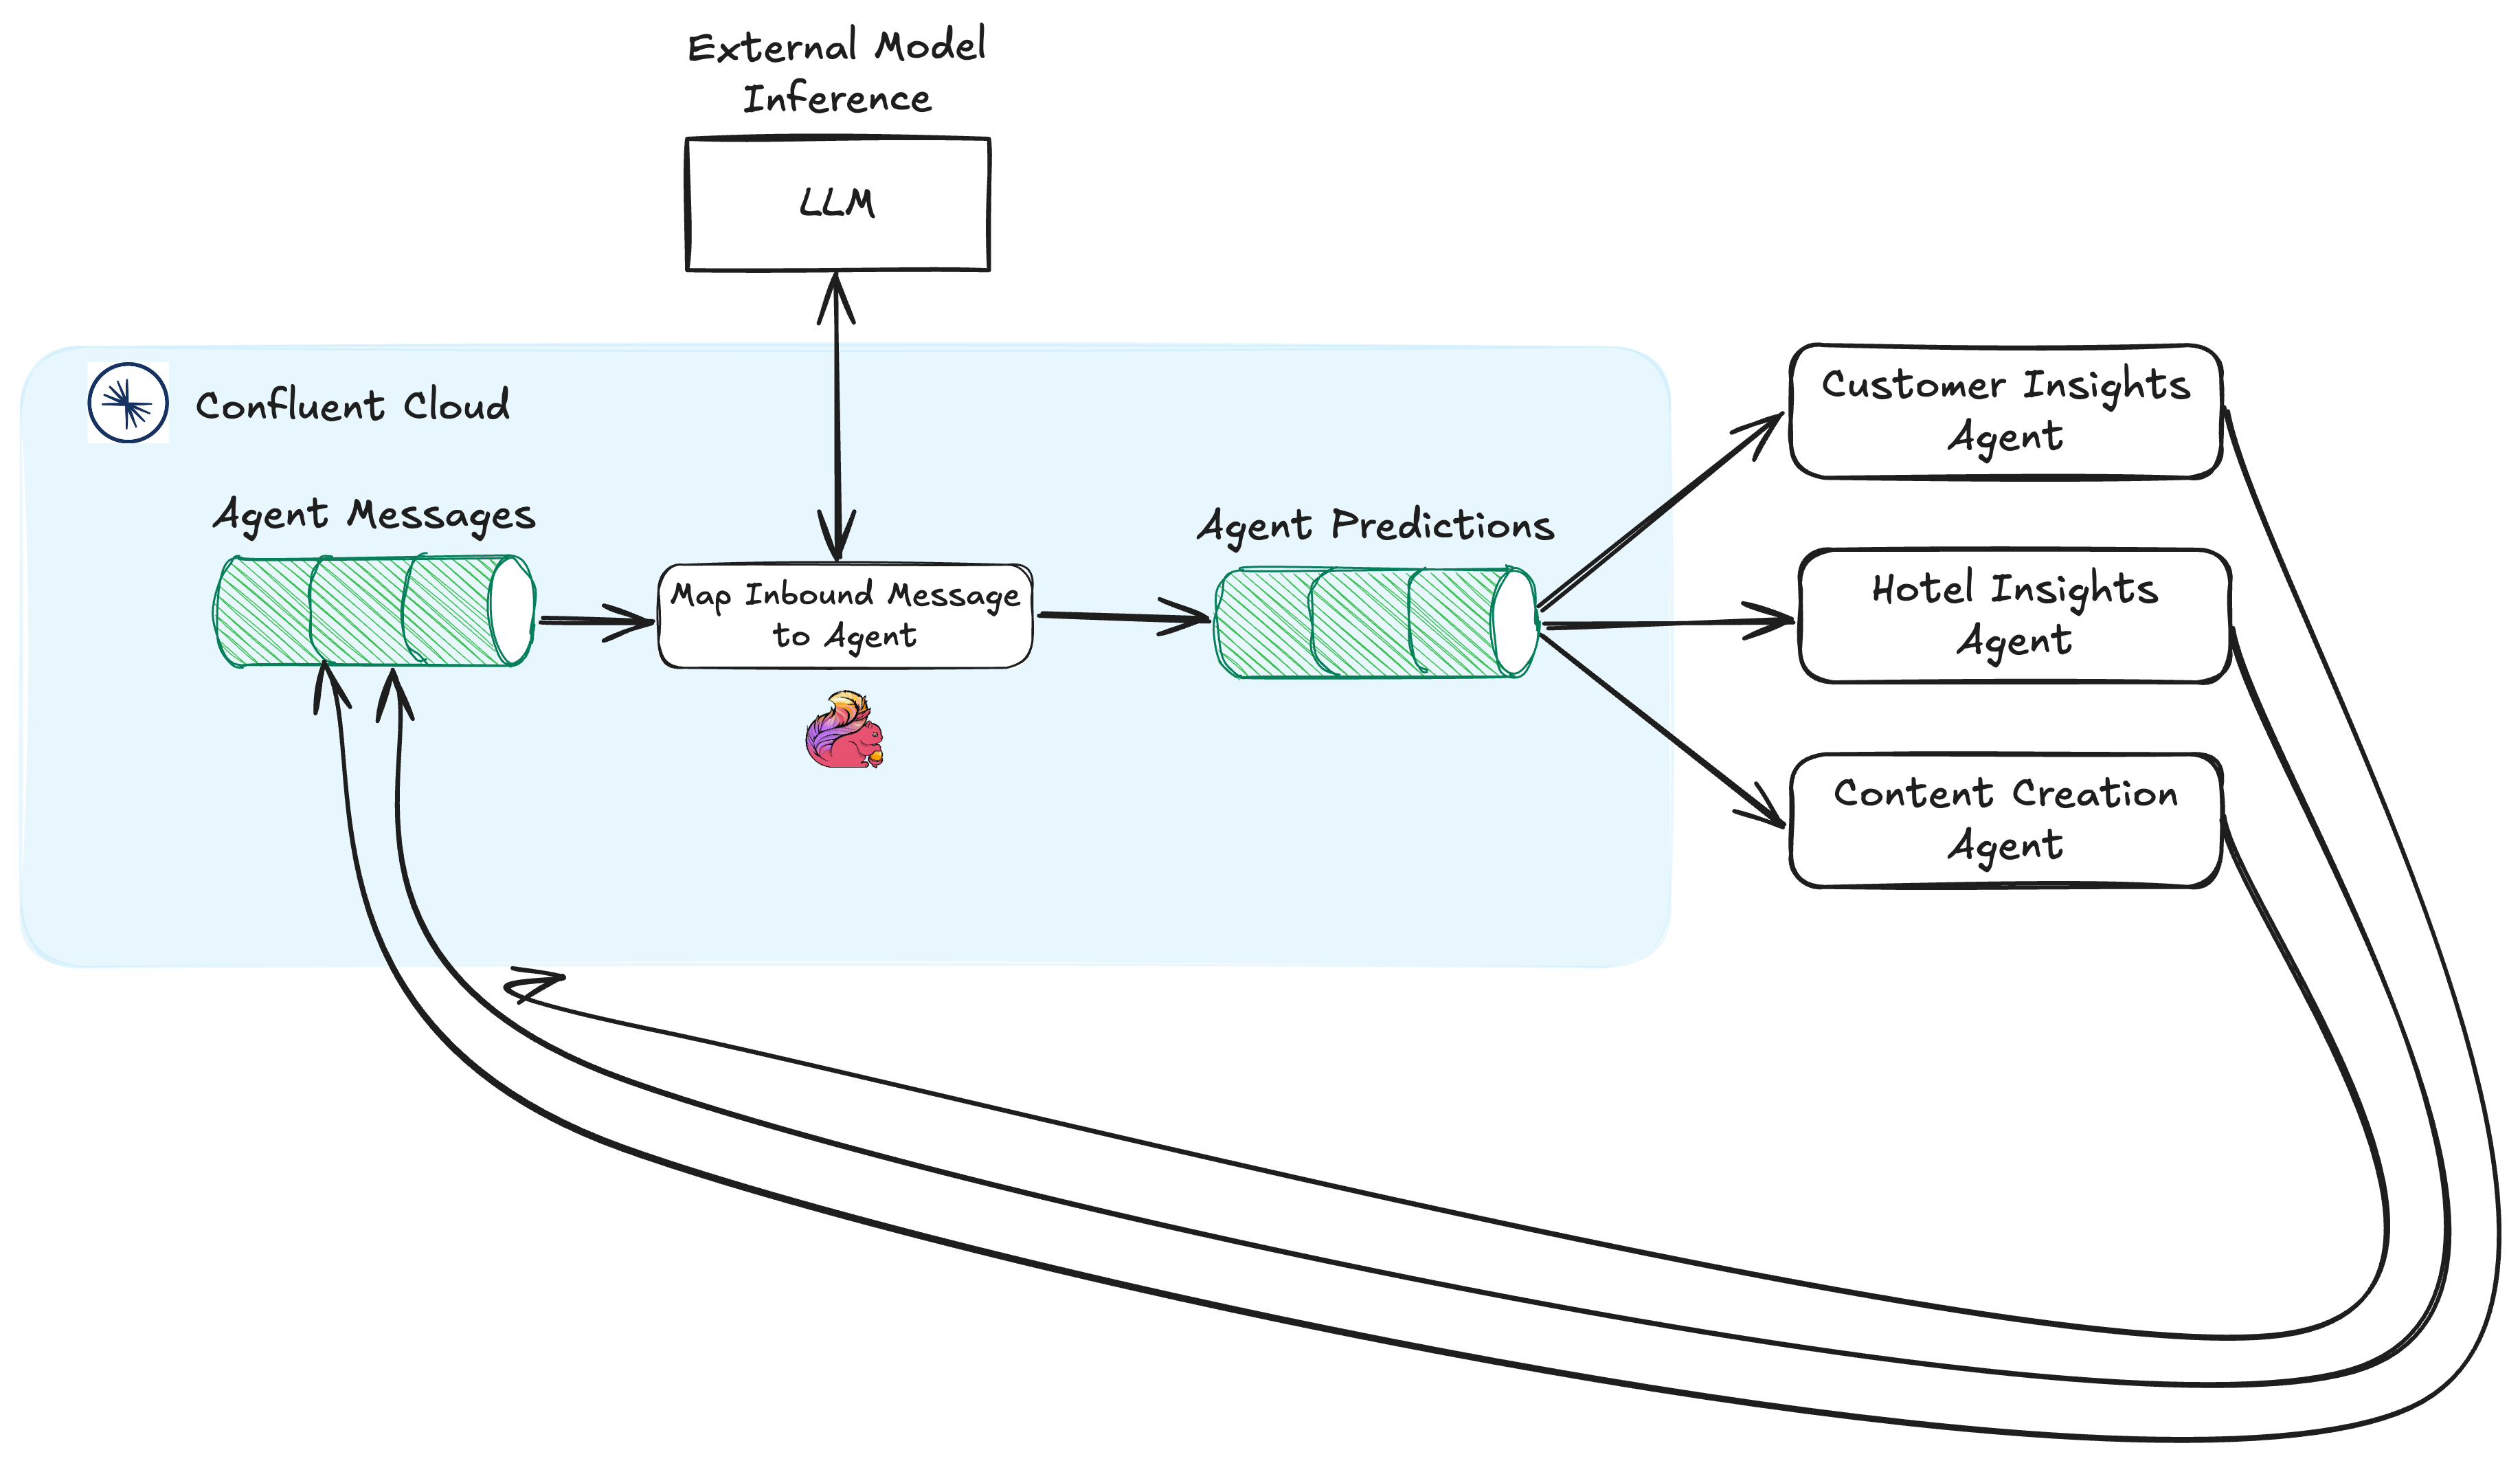 External Model
Inference
LLM
Confluent Cloud
Agent Messages
Map Inbound Message
to Agent
Agent Predictions
Customer Insights
Agent
Hotel Insights
Agent
Content Creation
Agent